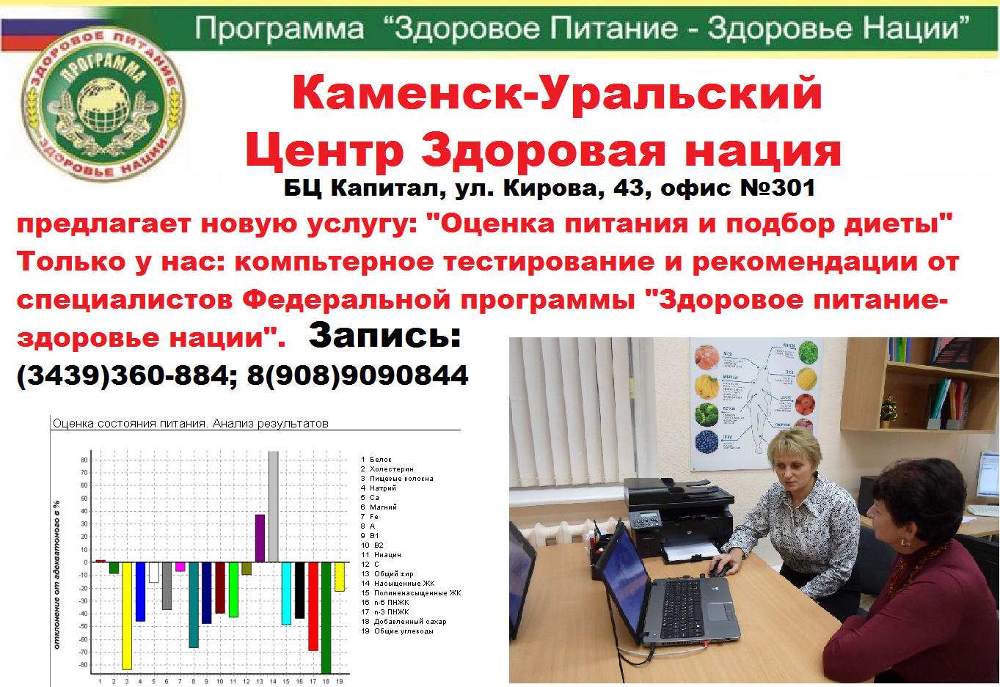 Программа “Здоровое Питание - Здоровье Нации”
ЗДОРОВОЕ ПИТАНИЕ
ПРОГРАММА
ЗДОРОВЬЕ НАЦИИ
Каменск-Уральский
Центр Здоровая нация
БЦ Капитал, ул. Кирова, 43, офис №301
предлагает новую услугу: "Оценка питания и подбор диеты"
Только у нас: компьтерное тестирование и рекомендации от
специалистов Федеральной программы "Здоровое питание-
здоровье нации". Запись:
(3439)360-884; 8(908)9090844
Оценка состояния питания. Анализ результатов
отклонение от адекватоного в %
80
70
60
50
40
30
20
10
0
-10
-20
-30
-40
-50
-60
-70
-80
1 2 3 4 5 6 7 8 9 10 11 12 13 14 15 16 17 18 19
1 Белок
2 Холестерин
3 Пищевые волокна
4 Натрий
5 Ca
6 Магний
7 Fe
8 A
9 B1
10 B2
11 Ниацин
12 C
13 Общий жир
14 Насыщенные ЖК
15 Полиненасыщенные ЖК
16 n-6 ПНЖК
17 n-3 ПНЖК
18 Добавленный сахар
19 Общие углеводы
МОЗГ
МЫШЦЫ